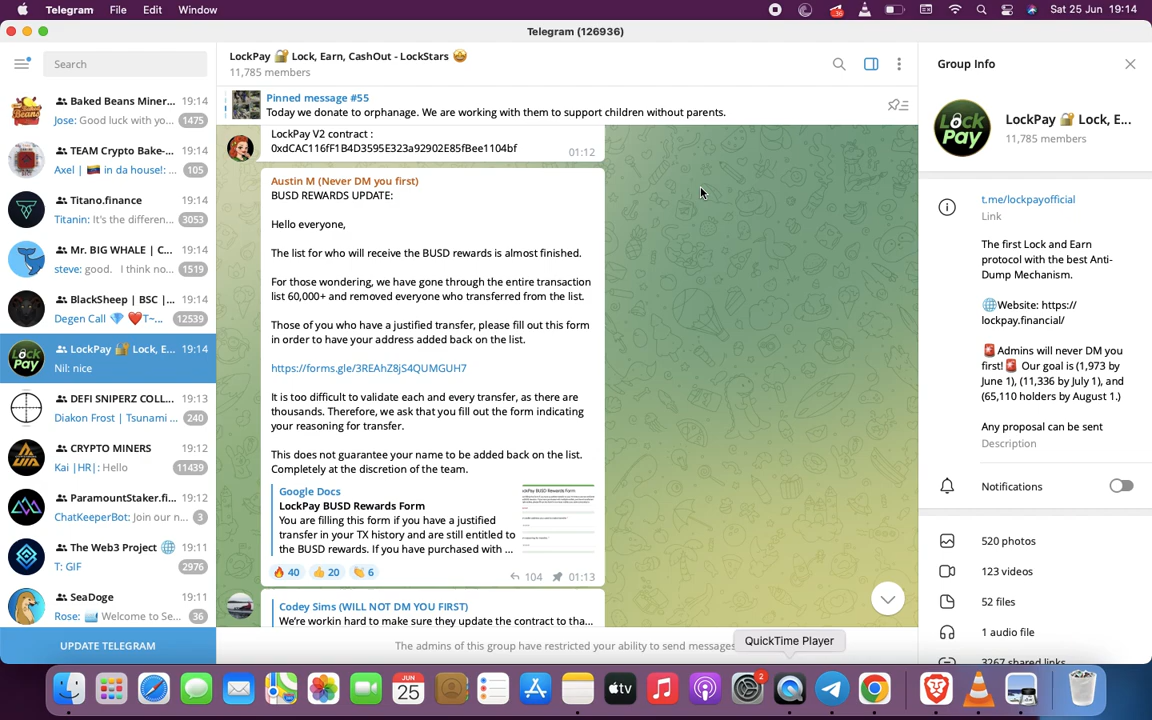 Telegram File Edit Window
36
Sat 25 Jun 19:14
Telegram (126936)
Search
Baked Beans Miner... 19:14
Jose: Good luck with yo... 1475
TEAM Crypto Bake-... 19:14
Axel | 🇻🇪 in da house!: ... 105
Titano.finance 19:14
Titanin: It's the differen... 3053
Mr. BIG WHALE | C... 19:14
steve: good. I think no... 1519
BlackSheep | BSC |... 19:14
Degen Call 💎 ❤️T~... 12539
LockPay 🔐 Lock, E... 19:14
Nil: nice
DEFI SNIPERZ COLL... 19:13
Diakon Frost | Tsunami ... 240
CRYPTO MINERS 19:12
Kai |HR|: Hello 11439
ParamountStaker.fi... 19:12
ChatKeeperBot: Join our n... 3
The Web3 Project 🌐 19:11
T: GIF 2976
SeaDoge 19:11
Rose: Welcome to Se... 36
UPDATE TELEGRAM
LockPay 🔐 Lock, Earn, CashOut - LockStars 🤩
11,785 members
Pinned message #55
Today we donate to orphanage. We are working with them to support children without parents.
LockPay V2 contract :
0xdCAC116fF1B4D3595E323a92902E85fBee1104bf
01:12
Austin M (Never DM you first)
BUSD REWARDS UPDATE:
Hello everyone,
The list for who will receive the BUSD rewards is almost finished.
For those wondering, we have gone through the entire transaction
list 60,000+ and removed everyone who transferred from the list.
Those of you who have a justified transfer, please fill out this form
in order to have your address added back on the list.
https://forms.gle/3REAhZ8jS4QUMGUH7
It is too difficult to validate each and every transfer, as there are
thousands. Therefore, we ask that you fill out the form indicating
your reasoning for transfer.
This does not guarantee your name to be added back on the list.
Completely at the discretion of the team.
Google Docs
LockPay BUSD Rewards Form
You are filling this form if you have a justified
transfer in your TX history and are still entitled to
the BUSD rewards. If you have purchased with ...
🔥 40 👍 20 👏 6
104 01:13
Codey Sims (WILL NOT DM YOU FIRST)
We're workin hard to make sure they update the contract to tha...
The admins of this group have restricted your ability to send messages
QuickTime Player
Group Info
Lock
Pay
LockPay 🔐 Lock, E...
11,785 members
t.me/lockpayofficial
Link
The first Lock and Earn
protocol with the best Anti-
Dump Mechanism.
🌐Website: https://
lockpay.financial/
🚨Admins will never DM you
first!🚨 Our goal is (1,973 by
June 1), (11,336 by July 1), and
(65,110 holders by August 1.)
Any proposal can be sent
Description
Notifications
520 photos
123 videos
52 files
1 audio file
3267 shared links
JUN
25
tv
2